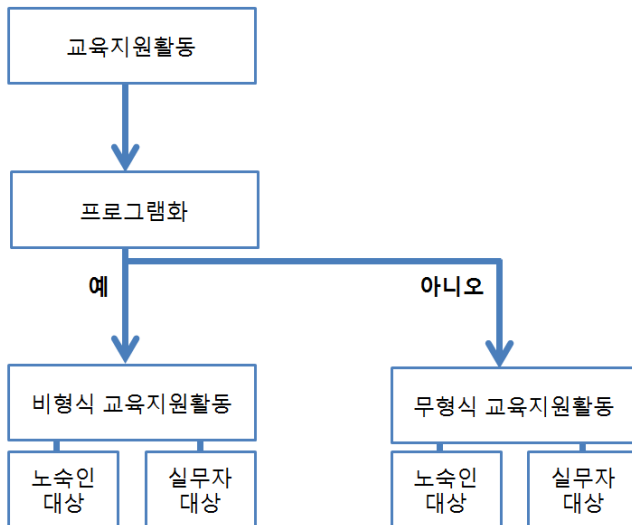 교육지원활동
프로그램화
예
아니오
비형식 교육지원활동
무형식 교육지원활동
노숙인
대상
실무자
대상
노숙인
대상
실무자
대상